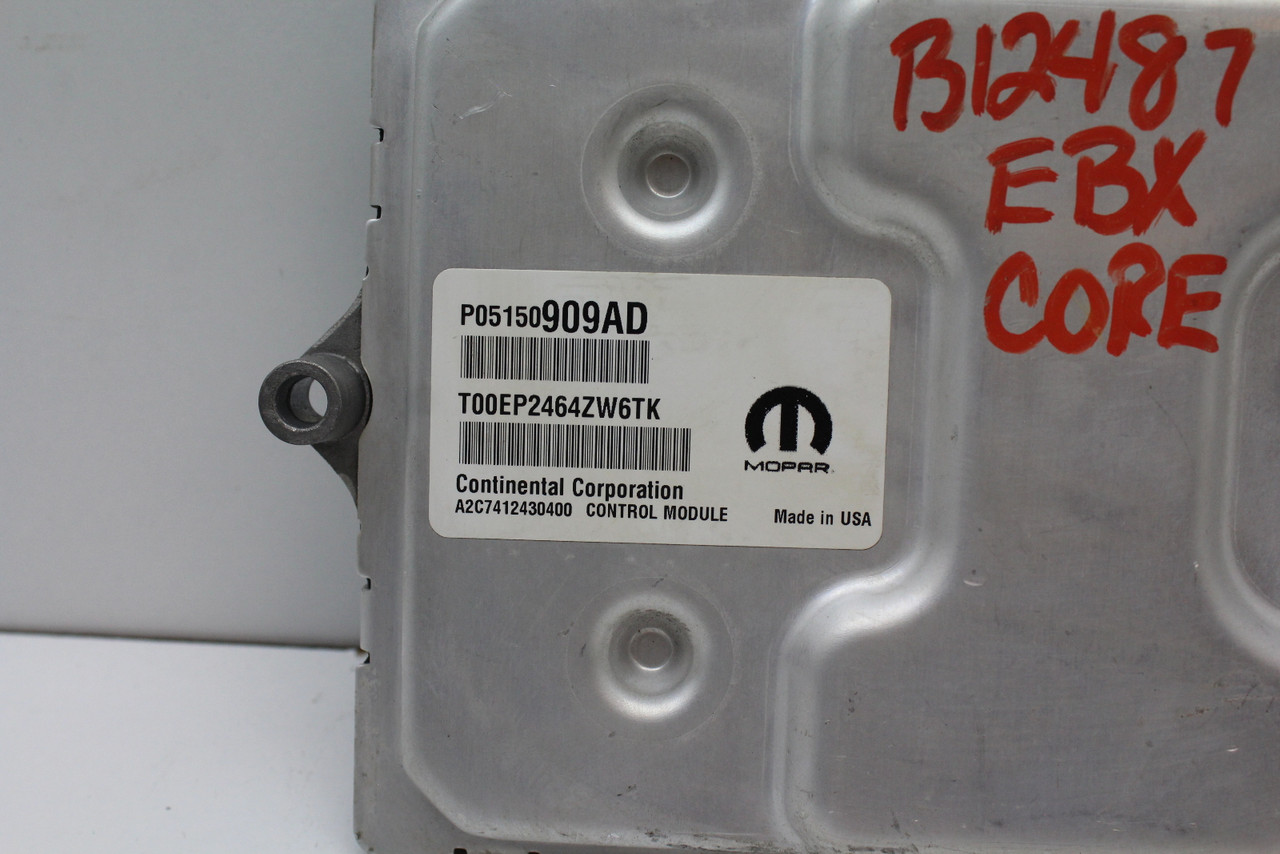 B12487
EBX
CORE
P05150909AD
T00EP2464ZW6TK
MOPAR
Continental Corporation
A2C7412430400 CONTROL MODULE Made in USA